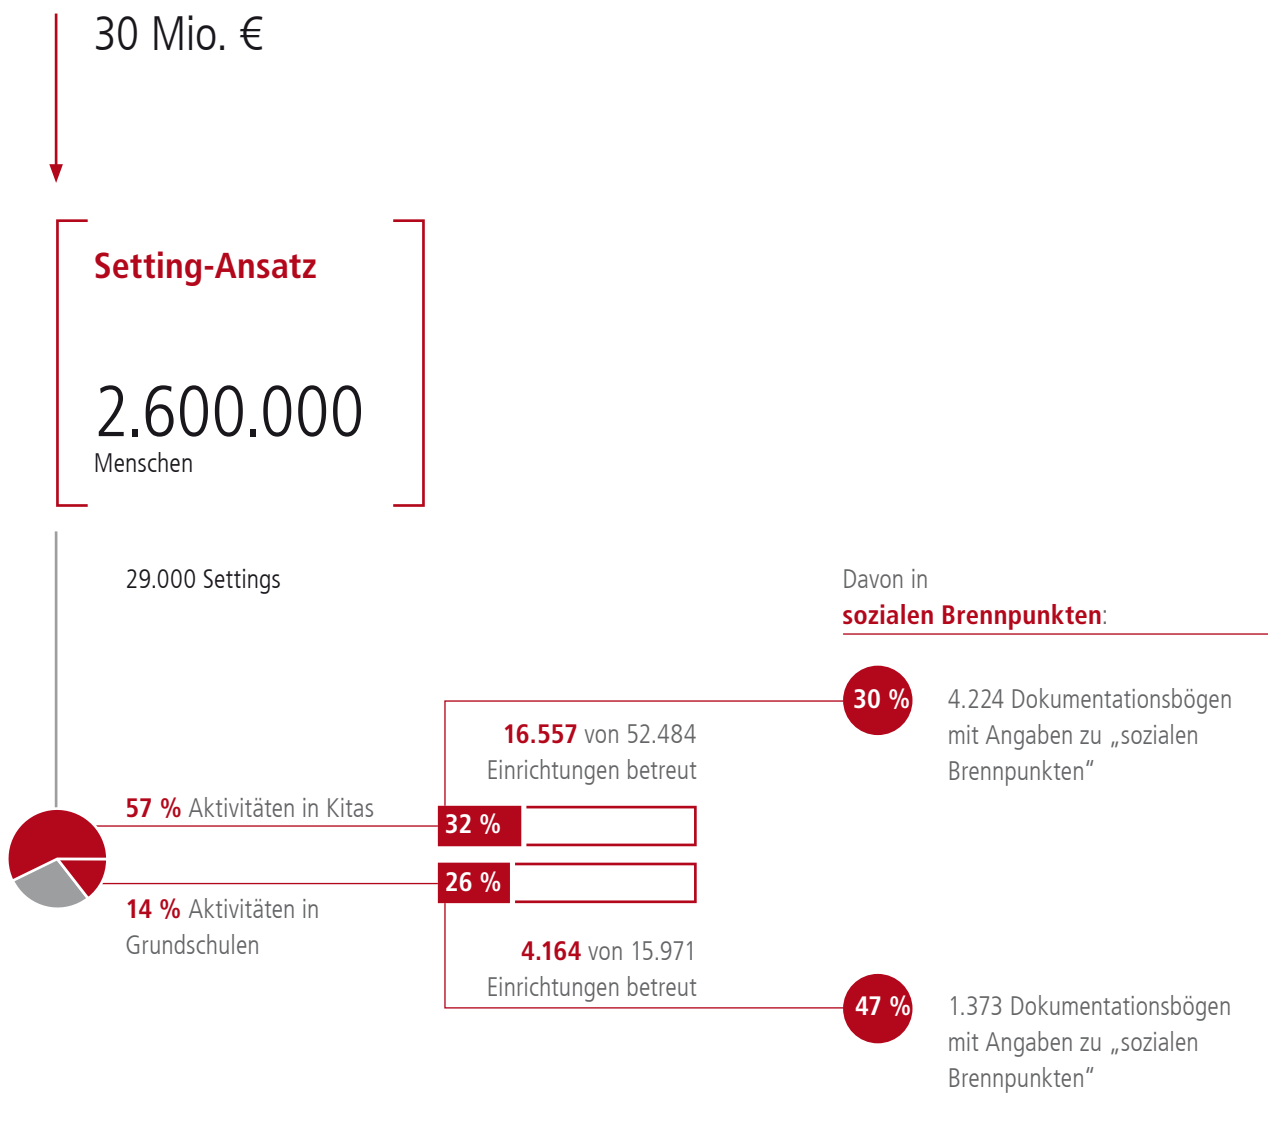 30 Mio. €
Setting-Ansatz
2.600.000
Menschen
29.000 Settings
Davon in
sozialen Brennpunkten:
30 %
4.224 Dokumentationsbögen
mit Angaben zu „sozialen
Brennpunkten“
16.557 von 52.484
Einrichtungen betreut
57 % Aktivitäten in Kitas
32 %
26 %
14 % Aktivitäten in
Grundschulen
4.164 von 15.971
Einrichtungen betreut
47 %
1.373 Dokumentationsbögen
mit Angaben zu „sozialen
Brennpunkten“